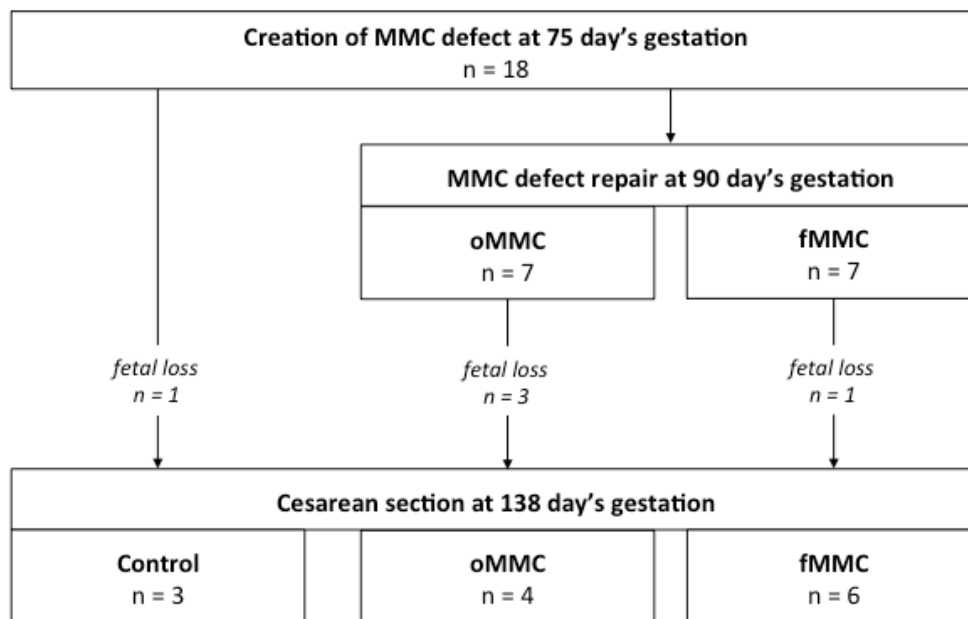 Creation of MMC defect at 75 day’s gestation
n = 18
MMC defect repair at 90 day’s gestation
oMMC
n = 7
fMMC
n = 7
fetal loss
n = 1
fetal loss
n = 3
fetal loss
n = 1
Cesarean section at 138 day’s gestation
Control
n = 3
oMMC
n = 4
fMMC
n = 6